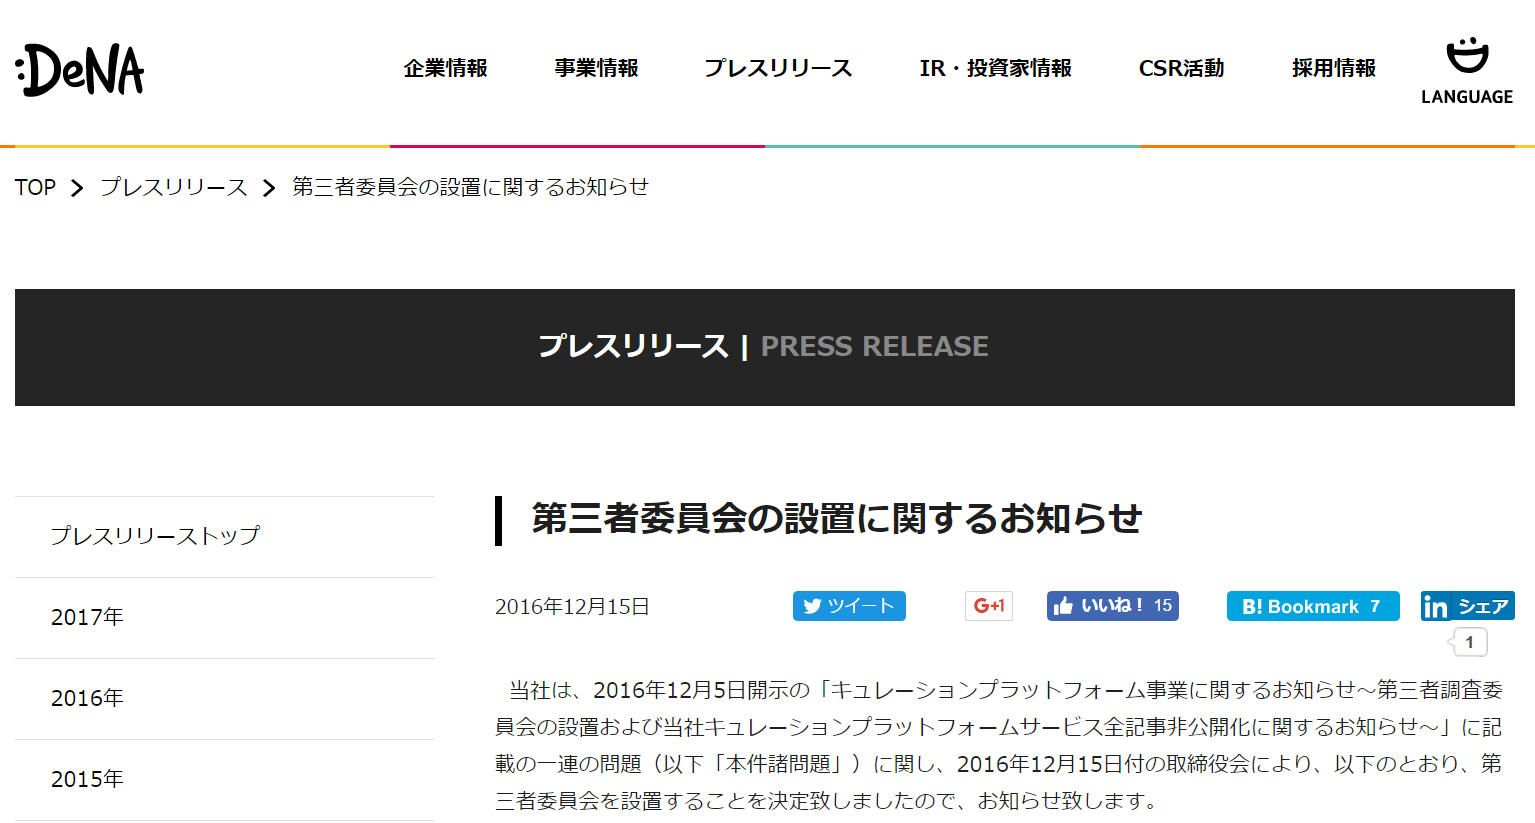 :DeNA
企業情報 事業情報 プレスリリース IR・投資家情報 CSR活動 採用情報
LANGUAGE
TOP > プレスリリース > 第三者委員会の設置に関するお知らせ
プレスリリース | PRESS RELEASE
プレスリリーストップ
2017年
2016年
2015年
第三者委員会の設置に関するお知らせ
2016年12月15日 ツイート G+1 いいね！ 15 B! Bookmark 7 in シェア
1
当社は、2016年12月5日開示の「キュレーションプラットフォーム事業に関するお知らせ～第三者調査委
員会の設置および当社キュレーションプラットフォームサービス全記事非公開化に関するお知らせ～」に記
載の一連の問題（以下「本件諸問題」）に関し、2016年12月15日付の取締役会により、以下のとおり、第
三者委員会を設置することを決定致しましたので、お知らせ致します。